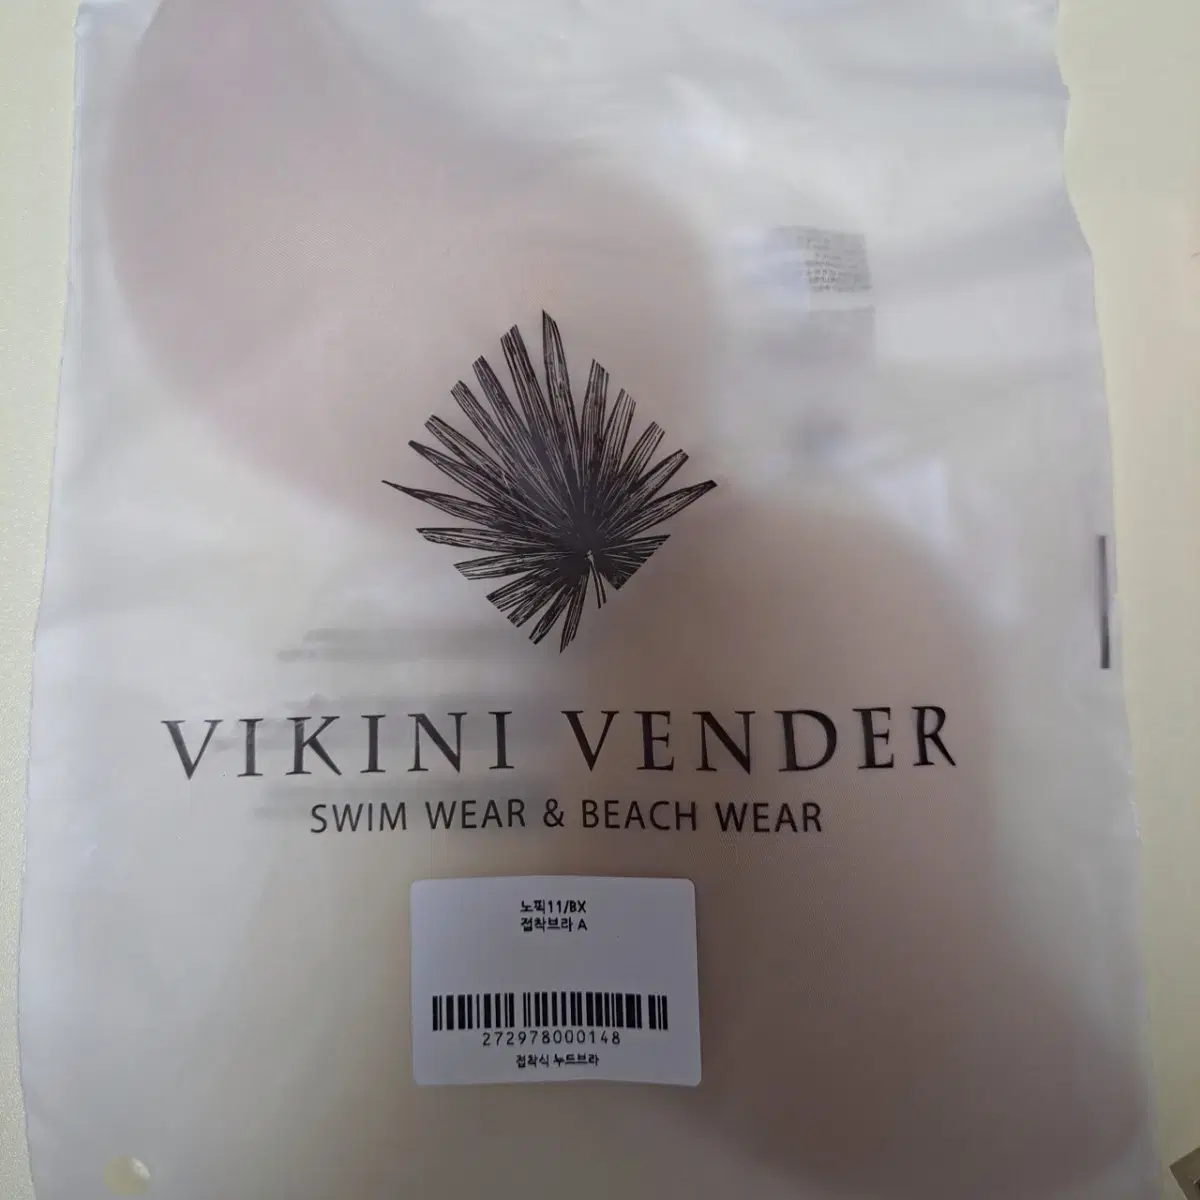 VIKINI VENDER
SWIM WEAR & BEACH WEAR
노픽11/BX
접착브라 A
272978000148
접착식 누드브라